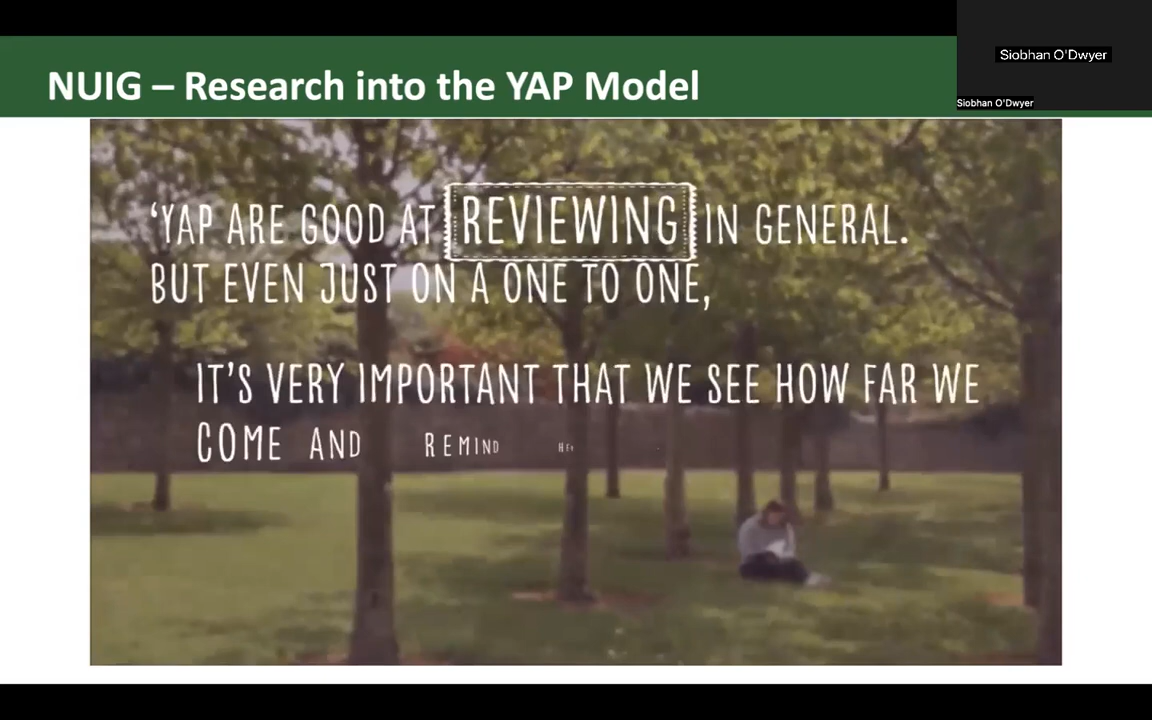 NUIG – Research into the YAP Model
Siobhan O'Dwyer
Siobhan O'Dwyer
‘YAP ARE GOOD AT REVIEWING IN GENERAL.
BUT EVEN JUST ON A ONE TO ONE,
IT'S VERY IMPORTANT THAT WE SEE HOW FAR WE
COME AND REMIND